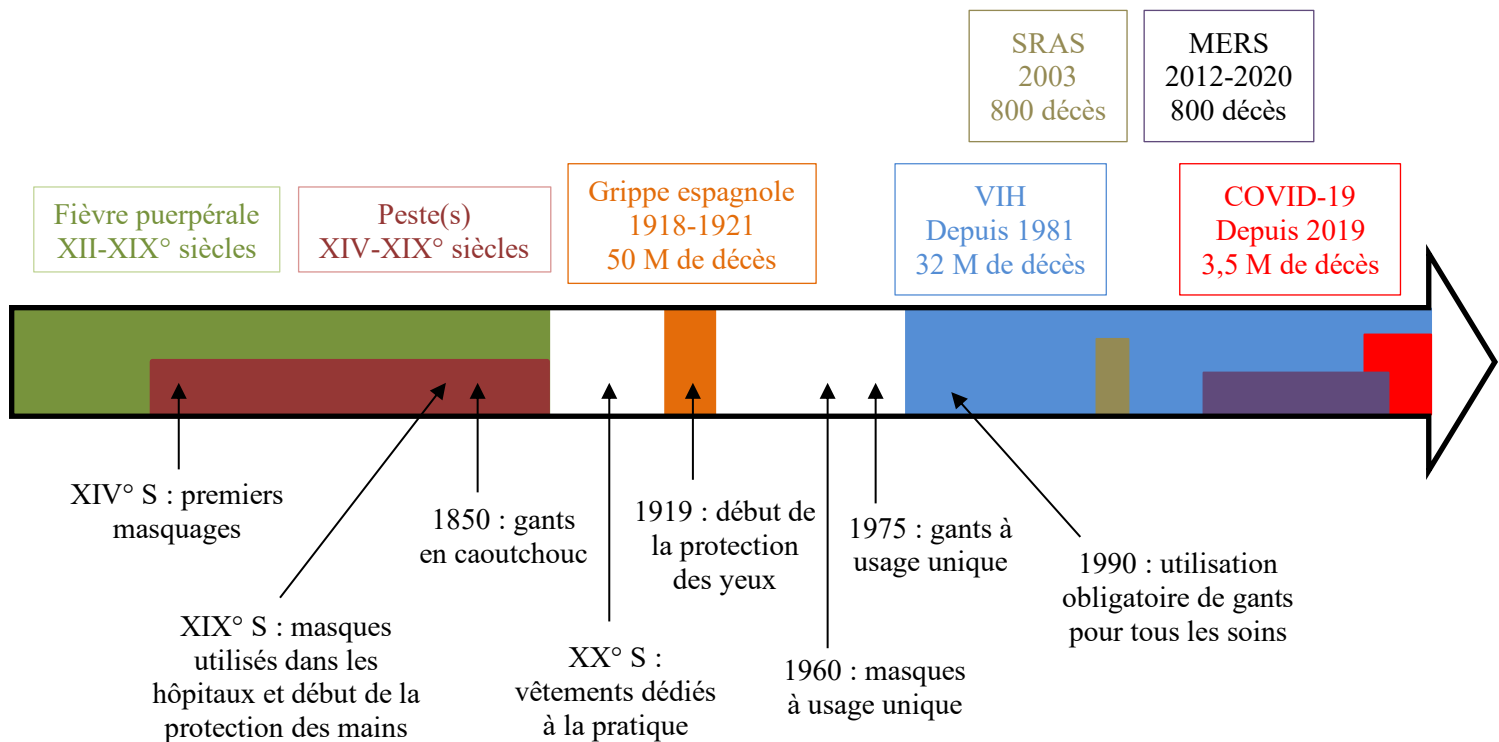 SRAS
2003
800 décès
MERS
2012-2020
800 décès
Fièvre puerpérale
XII-XIX° siècles
Peste(s)
XIV-XIX° siècles
Grippe espagnole
1918-1921
50 M de décès
VIH
Depuis 1981
32 M de décès
COVID-19
Depuis 2019
3,5 M de décès
XIV° S : premiers
masquages
XIX° S : masques
utilisés dans les
hôpitaux et début de la
protection des mains
1850 : gants
en caoutchouc
XX° S :
vêtements dédiés
à la pratique
1919 : début de
la protection
des yeux
1960 : masques
à usage unique
1975 : gants à
usage unique
1990 : utilisation
obligatoire de gants
pour tous les soins